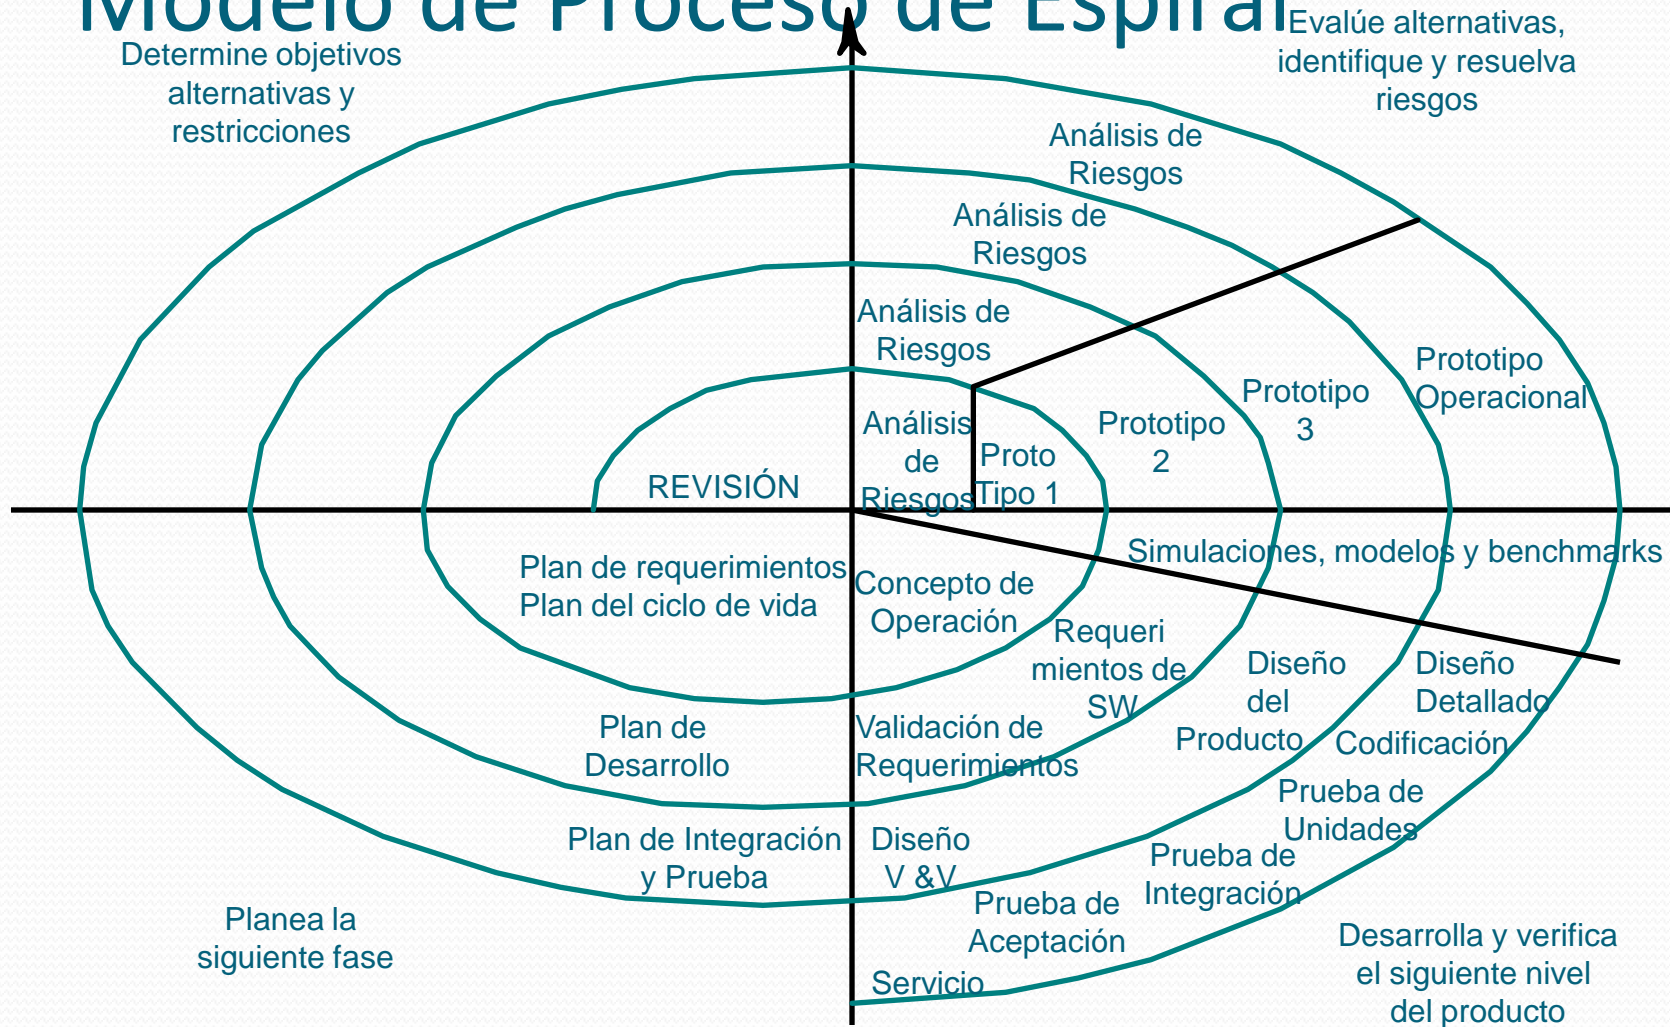 Modelo de Proceso de Espiral
Determine objetivos
alternativas y
restricciones
Evalúe alternativas,
identifique y resuelva
riesgos
Análisis de
Riesgos
Análisis de
Riesgos
Análisis de
Riesgos
Análisis
de
Riesgos
Proto
Tipo 1
Prototipo
2
Prototipo
3
Prototipo
Operacional
REVISIÓN
Simulaciones, modelos y benchmarks
Plan de requerimientos
Plan del ciclo de vida
Concepto de
Operación
Requeri
mientos de
SW
Diseño
del
Producto
Diseño
Detallado
Codificación
Plan de
Desarrollo
Validación de
Requerimientos
Prueba de
Unidades
Plan de Integración
y Prueba
Diseño
V &V
Prueba de
Integración
Prueba de
Aceptación
Servicio
Planea la
siguiente fase
Desarrolla y verifica
el siguiente nivel
del producto